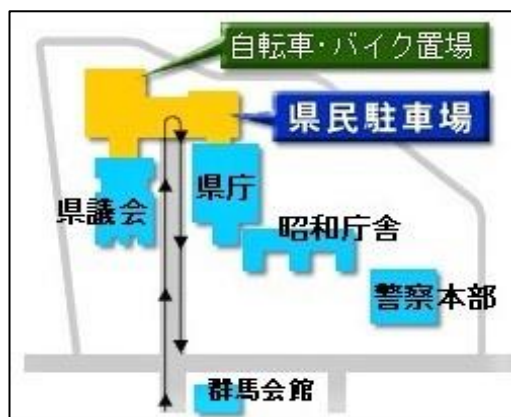 自転車・バイク置場
県民駐車場
県庁
県議会
昭和庁舎
警察本部
群馬会館